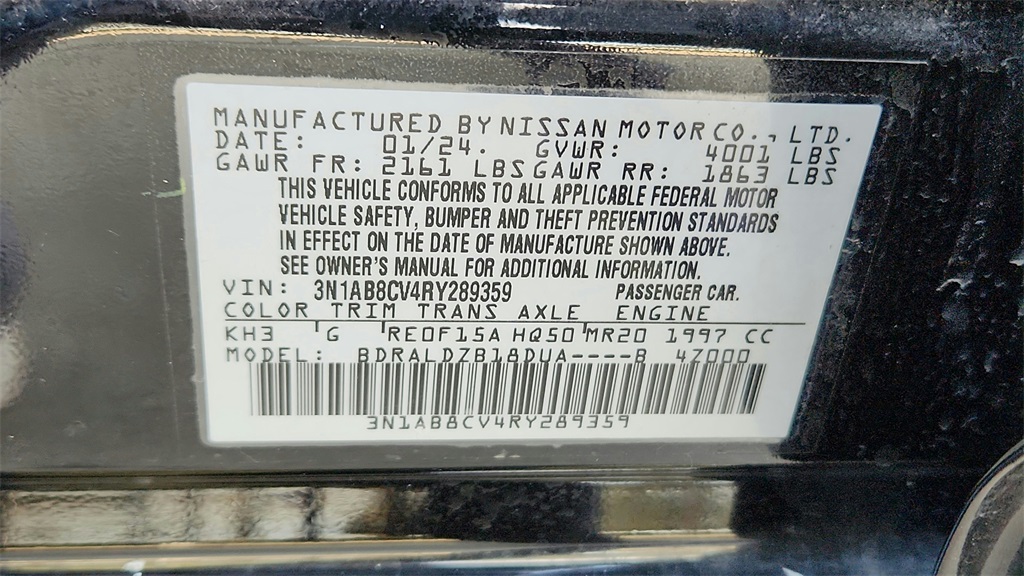 MANUFACTURED BY NISSAN MOTOR CO., LTD.
DATE: 01/24. GVWR: 4001 LBS
GAWR FR: 2161 LBS GAWR RR: 1863 LBS
THIS VEHICLE CONFORMS TO ALL APPLICABLE FEDERAL MOTOR
VEHICLE SAFETY, BUMPER AND THEFT PREVENTION STANDARDS
IN EFFECT ON THE DATE OF MANUFACTURE SHOWN ABOVE.
SEE OWNER'S MANUAL FOR ADDITIONAL INFORMATION.
VIN: 3N1AB8CV4RY289359 PASSENGER CAR.
COLOR TRIM TRANS AXLE ENGINE
KH3 G RE0F15A HQ50 MR20 1997 CC
MODEL: BDRALDZB18DUA----B 4Z000
3N1AB8CV4RY289359